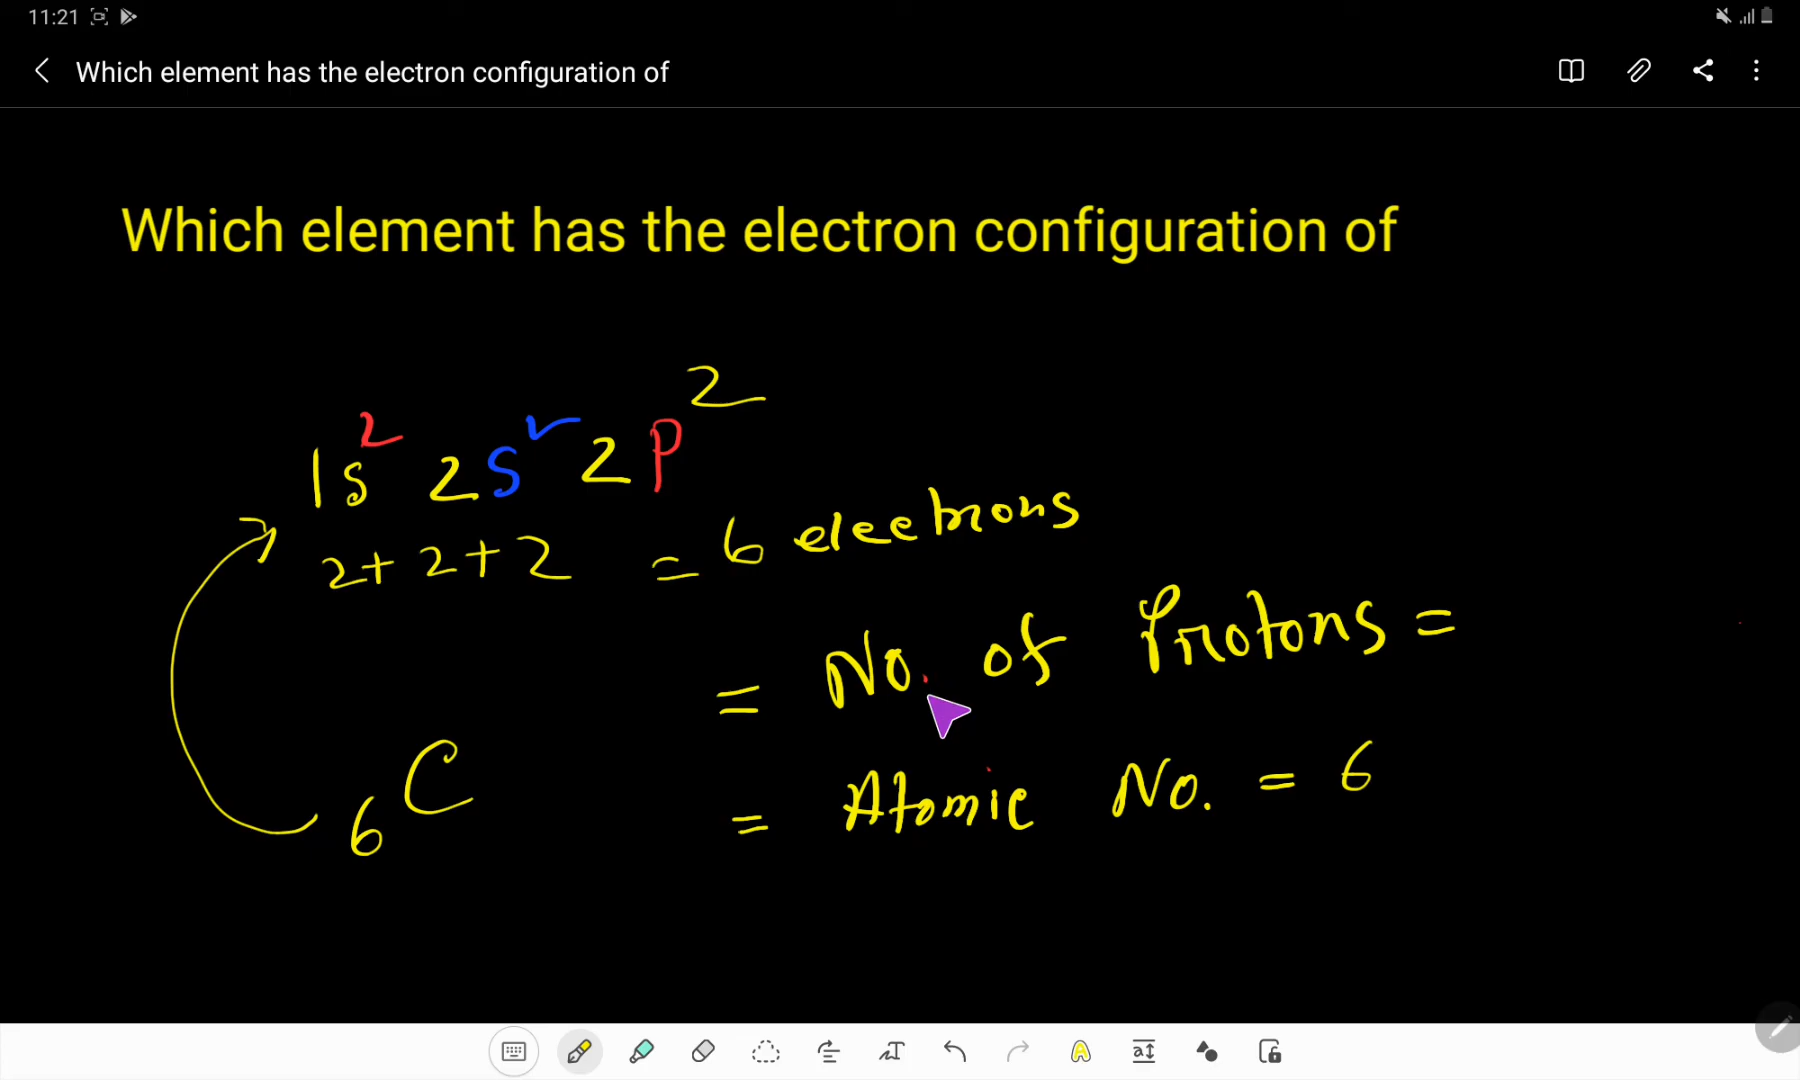 11:21
Which element has the electron configuration of
Which element has the electron configuration of
1s² 2s² 2p²
2+2+2 = 6 electrons
= No. of Protons =
6C = Atomic No. = 6